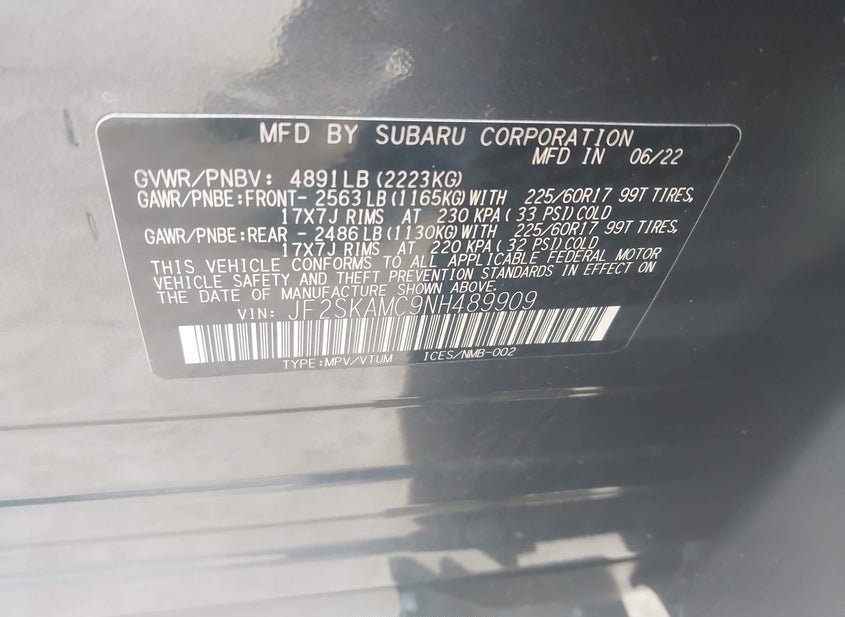 MFD BY SUBARU CORPORATION
MFD IN 06/22
GVWR/PNBV: 4891LB (2223KG)
GAWR/PNBE:FRONT- 2563 LB (1165KG) WITH 225/60R17 99T TIRES,
17X7J RIMS AT 230 KPA ( 33 PSI) COLD
GAWR/PNBE:REAR - 2486 LB (1130KG) WITH 225/60R17 99T TIRES,
17X7J RIMS AT 220 KPA ( 32 PSI) COLD
THIS VEHICLE CONFORMS TO ALL APPLICABLE FEDERAL MOTOR
VEHICLE SAFETY AND THEFT PREVENTION STANDARDS IN EFFECT ON
THE DATE OF MANUFACTURE SHOWN ABOVE.
VIN: JF2SKAMC9NH489909
TYPE:MPV/VTUM ICES/NMB-002